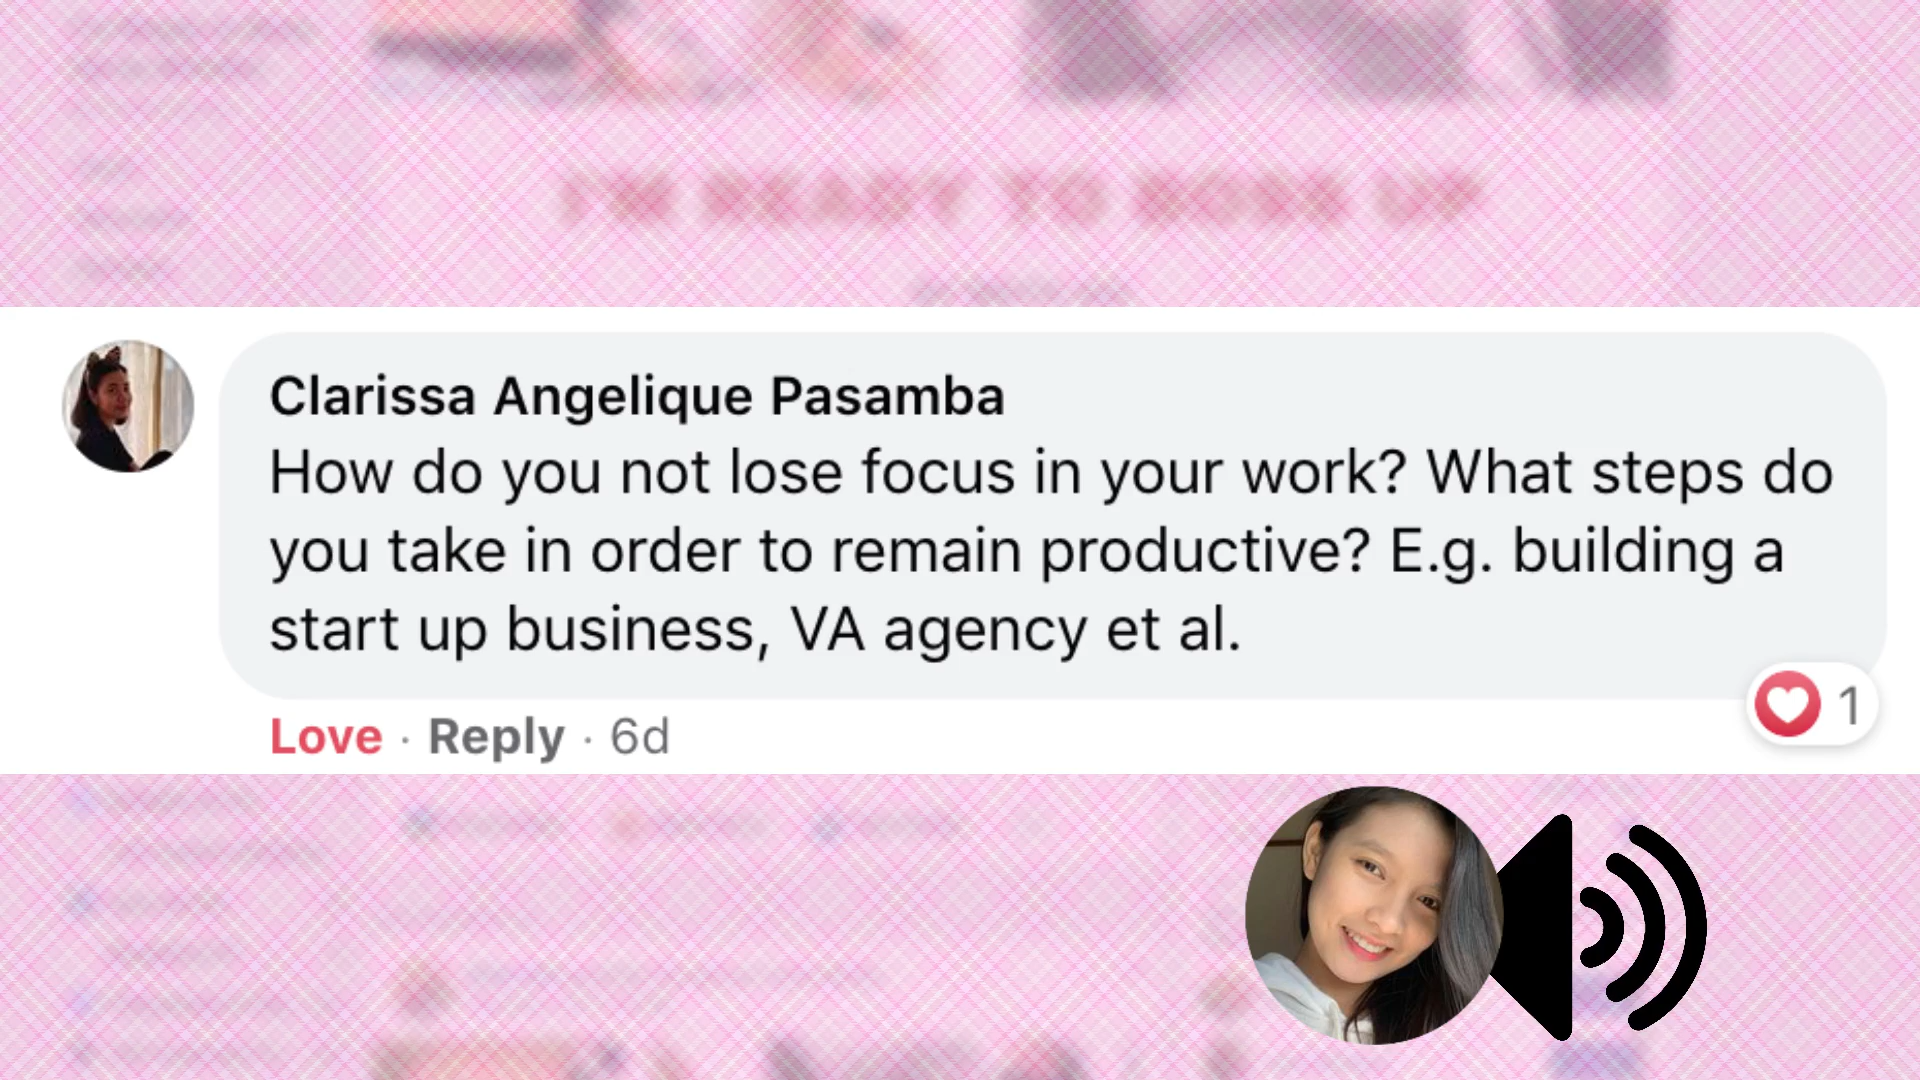 Clarissa Angelique Pasamba
How do you not lose focus in your work? What steps do
you take in order to remain productive? E.g. building a
start up business, VA agency et al.
1
Love · Reply · 6d